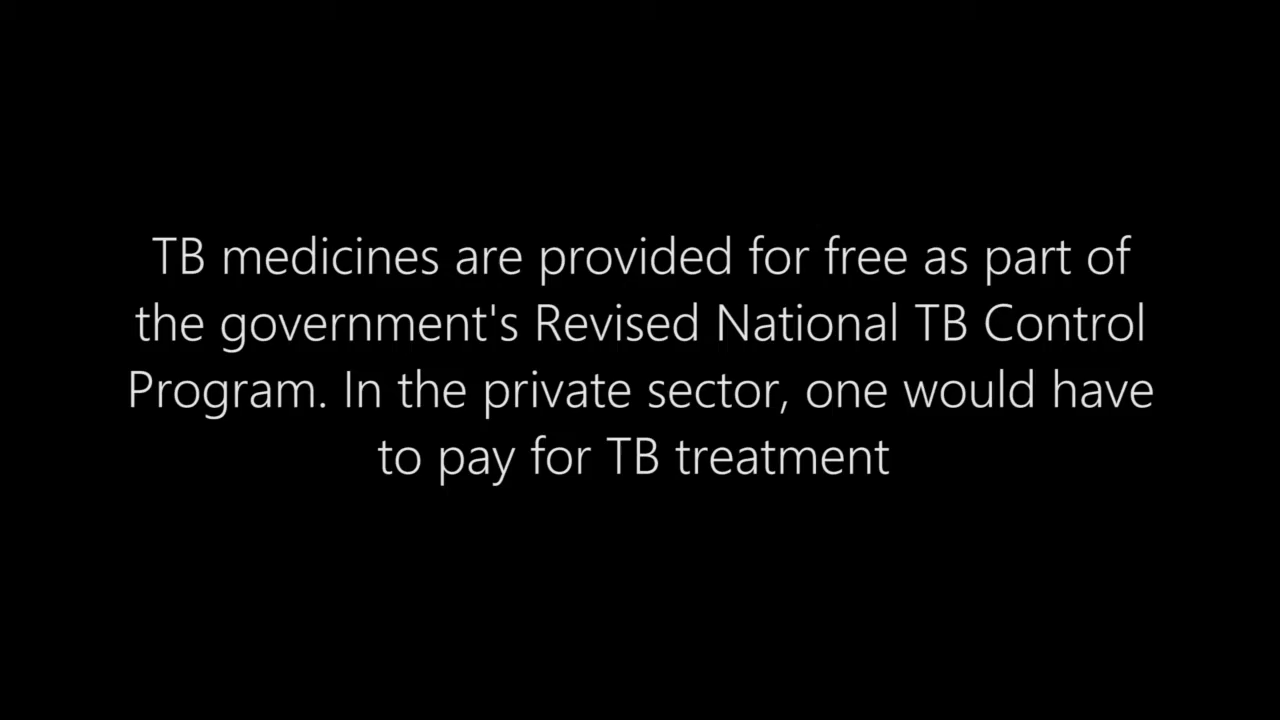 TB medicines are provided for free as part of
the government's Revised National TB Control
Program. In the private sector, one would have
to pay for TB treatment